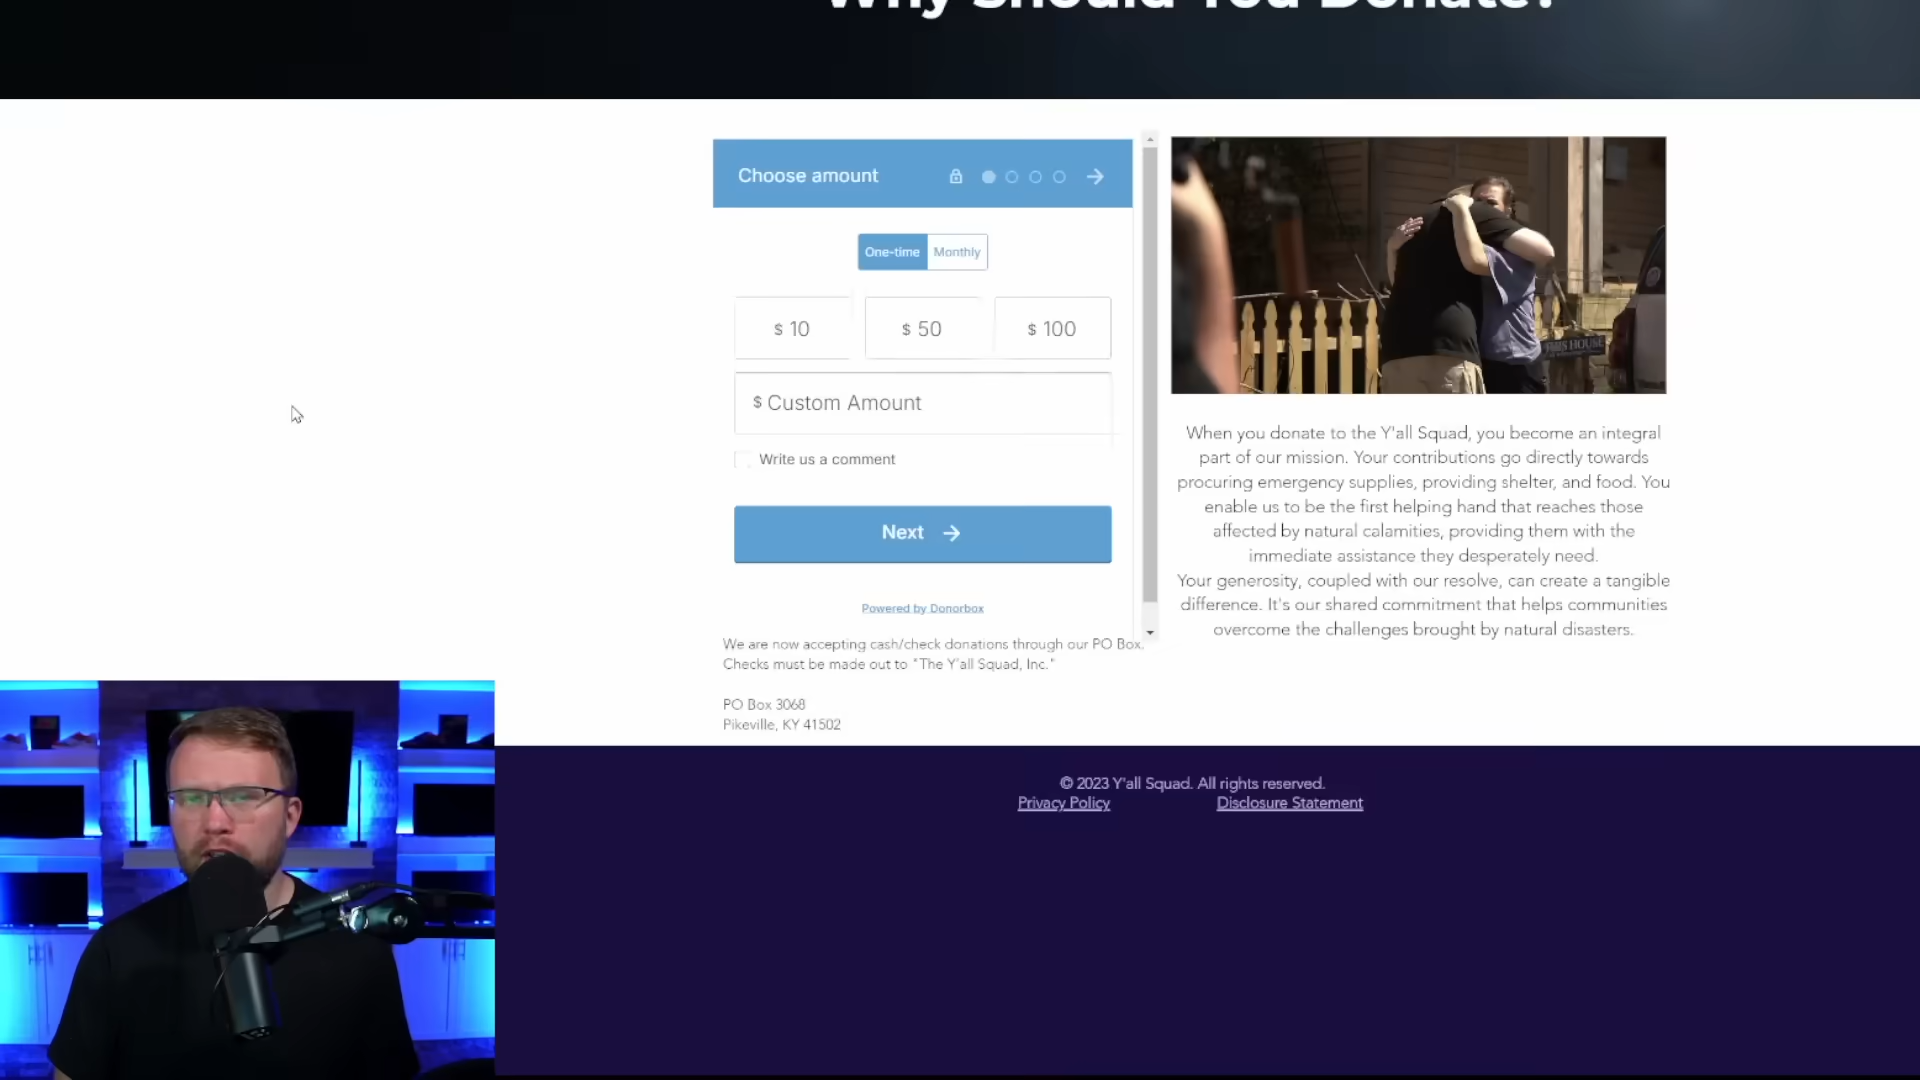 Why Should You Donate?
Choose amount
One-time Monthly
$ 10 $ 50 $ 100
$ Custom Amount
Write us a comment
Next
Powered by Donorbox
We are now accepting cash/check donations through our PO Box.
Checks must be made out to "The Y'all Squad, Inc."
PO Box 3068
Pikeville, KY 41502
THIS HOUSE
When you donate to the Y'all Squad, you become an integral
part of our mission. Your contributions go directly towards
procuring emergency supplies, providing shelter, and food. You
enable us to be the first helping hand that reaches those
affected by natural calamities, providing them with the
immediate assistance they desperately need.
Your generosity, coupled with our resolve, can create a tangible
difference. It's our shared commitment that helps communities
overcome the challenges brought by natural disasters.
© 2023 Y'all Squad. All rights reserved.
Privacy Policy Disclosure Statement